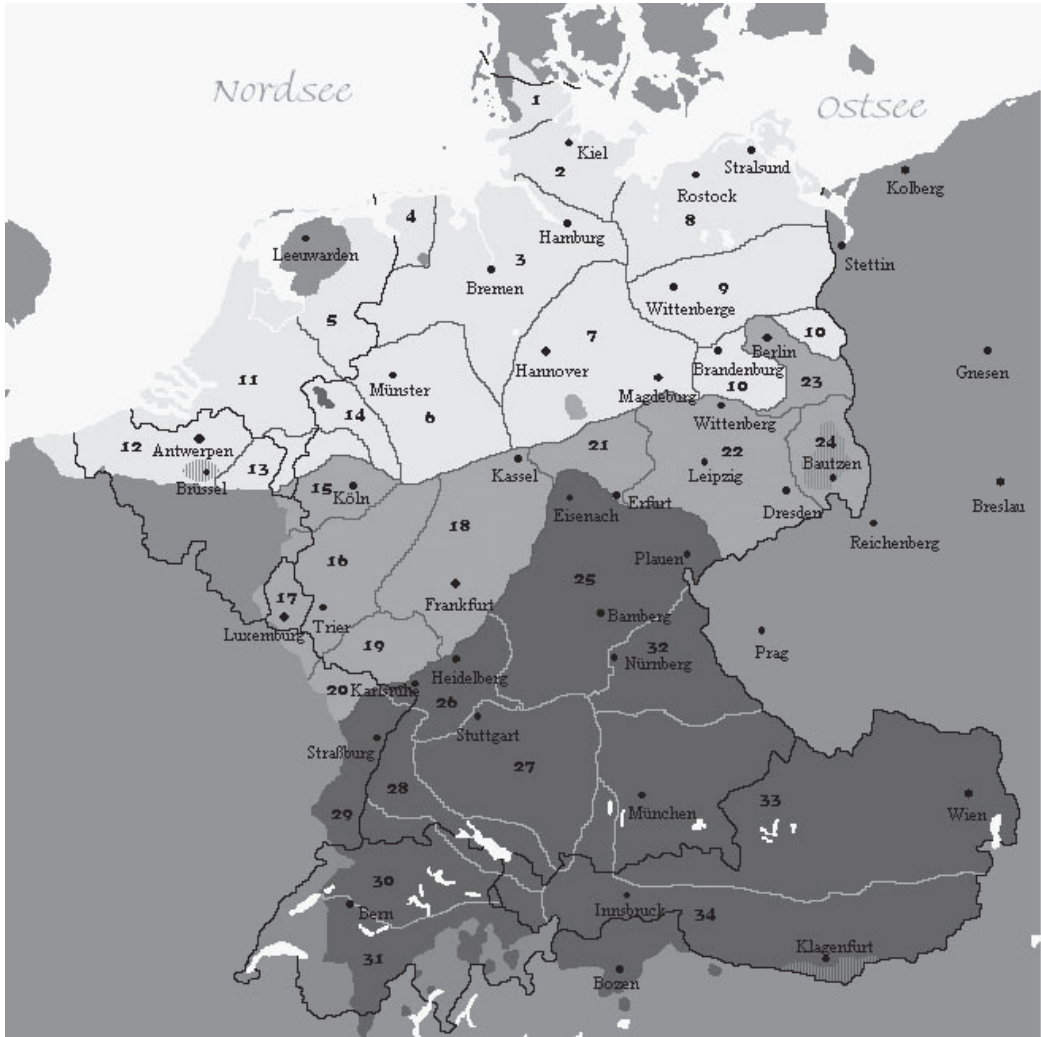 Nordsee
Ostsee
1
Kiel
2
Stralsund
Rostock
Kolberg
4
8
Hamburg
Leeuwarden
3
Stettin
Bremen
9
Wittenberge
5
10
7
Berlin
Hannover
Brandenburg
Gnesen
11
Münster
10
23
Magdeburg
14
6
Wittenberg
12
Antwerpen
13
21
22
24
Kassel
Bautzen
Brüssel
15
Köln
Leipzig
Eisenach
Erfurt
Dresden
Breslau
18
Reichenberg
16
Plauen
25
17
Frankfurt
Bamberg
Luxemburg
Trier
19
32
Nürnberg
Prag
Heidelberg
20
Karlsruhe
26
Stuttgart
Straßburg
27
28
33
29
München
Wien
30
Bern
Innsbruck
34
31
Klagenfurt
Bozen